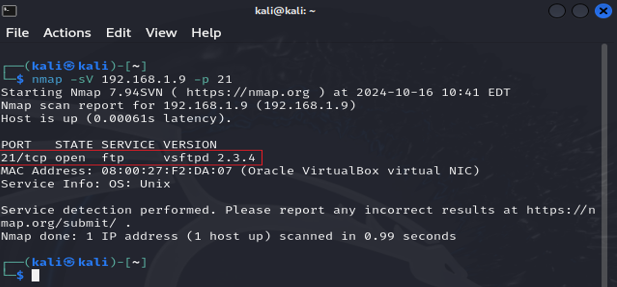 kali@kali: ~
File Actions Edit View Help
┌──(kali㉿kali)-[~]
└─$ nmap -sV 192.168.1.9 -p 21
Starting Nmap 7.94SVN ( https://nmap.org ) at 2024-10-16 10:41 EDT
Nmap scan report for 192.168.1.9 (192.168.1.9)
Host is up (0.00061s latency).
PORT STATE SERVICE VERSION
21/tcp open ftp vsftpd 2.3.4
MAC Address: 08:00:27:F2:DA:07 (Oracle VirtualBox virtual NIC)
Service Info: OS: Unix
Service detection performed. Please report any incorrect results at https://n
map.org/submit/ .
Nmap done: 1 IP address (1 host up) scanned in 0.99 seconds
┌──(kali㉿kali)-[~]
└─$